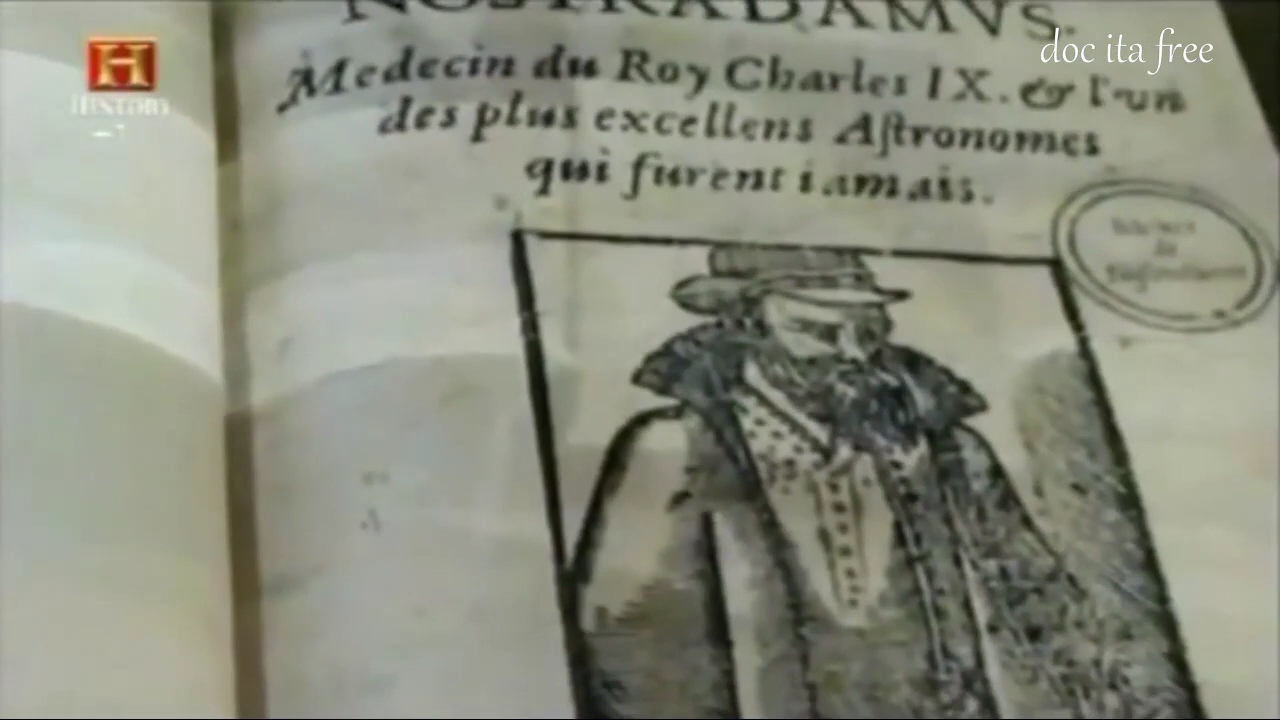 HISTORY
doc ita free
NOSTRADAMVS.
Medecin du Roy Charles IX. & l'un
des plus excellens Aſtronomes
qui furent iamais.